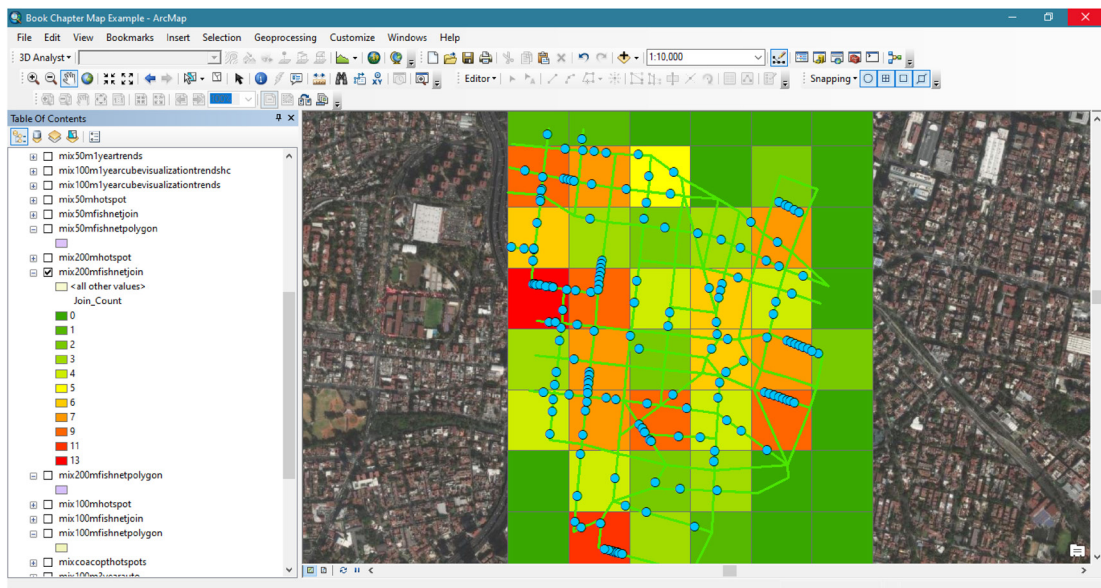 Book Chapter Map Example - ArcMap
File Edit View Bookmarks Insert Selection Geoprocessing Customize Windows Help
3D Analyst
1:10,000
Editor
Snapping
Table Of Contents
mix50m1yeartrends
mix100m1yearcubevisualizationtrendshc
mix100m1yearcubevisualizationtrends
mix50mhotspot
mix50mfishnetjoin
mix50mfishnetpolygon
mix200mhotspot
mix200mfishnetjoin
<all other values>
Join_Count
0
1
2
3
4
5
6
7
9
11
13
mix200mfishnetpolygon
mix100mhotspot
mix100mfishnetjoin
mix100mfishnetpolygon
mixcoacopthotspots